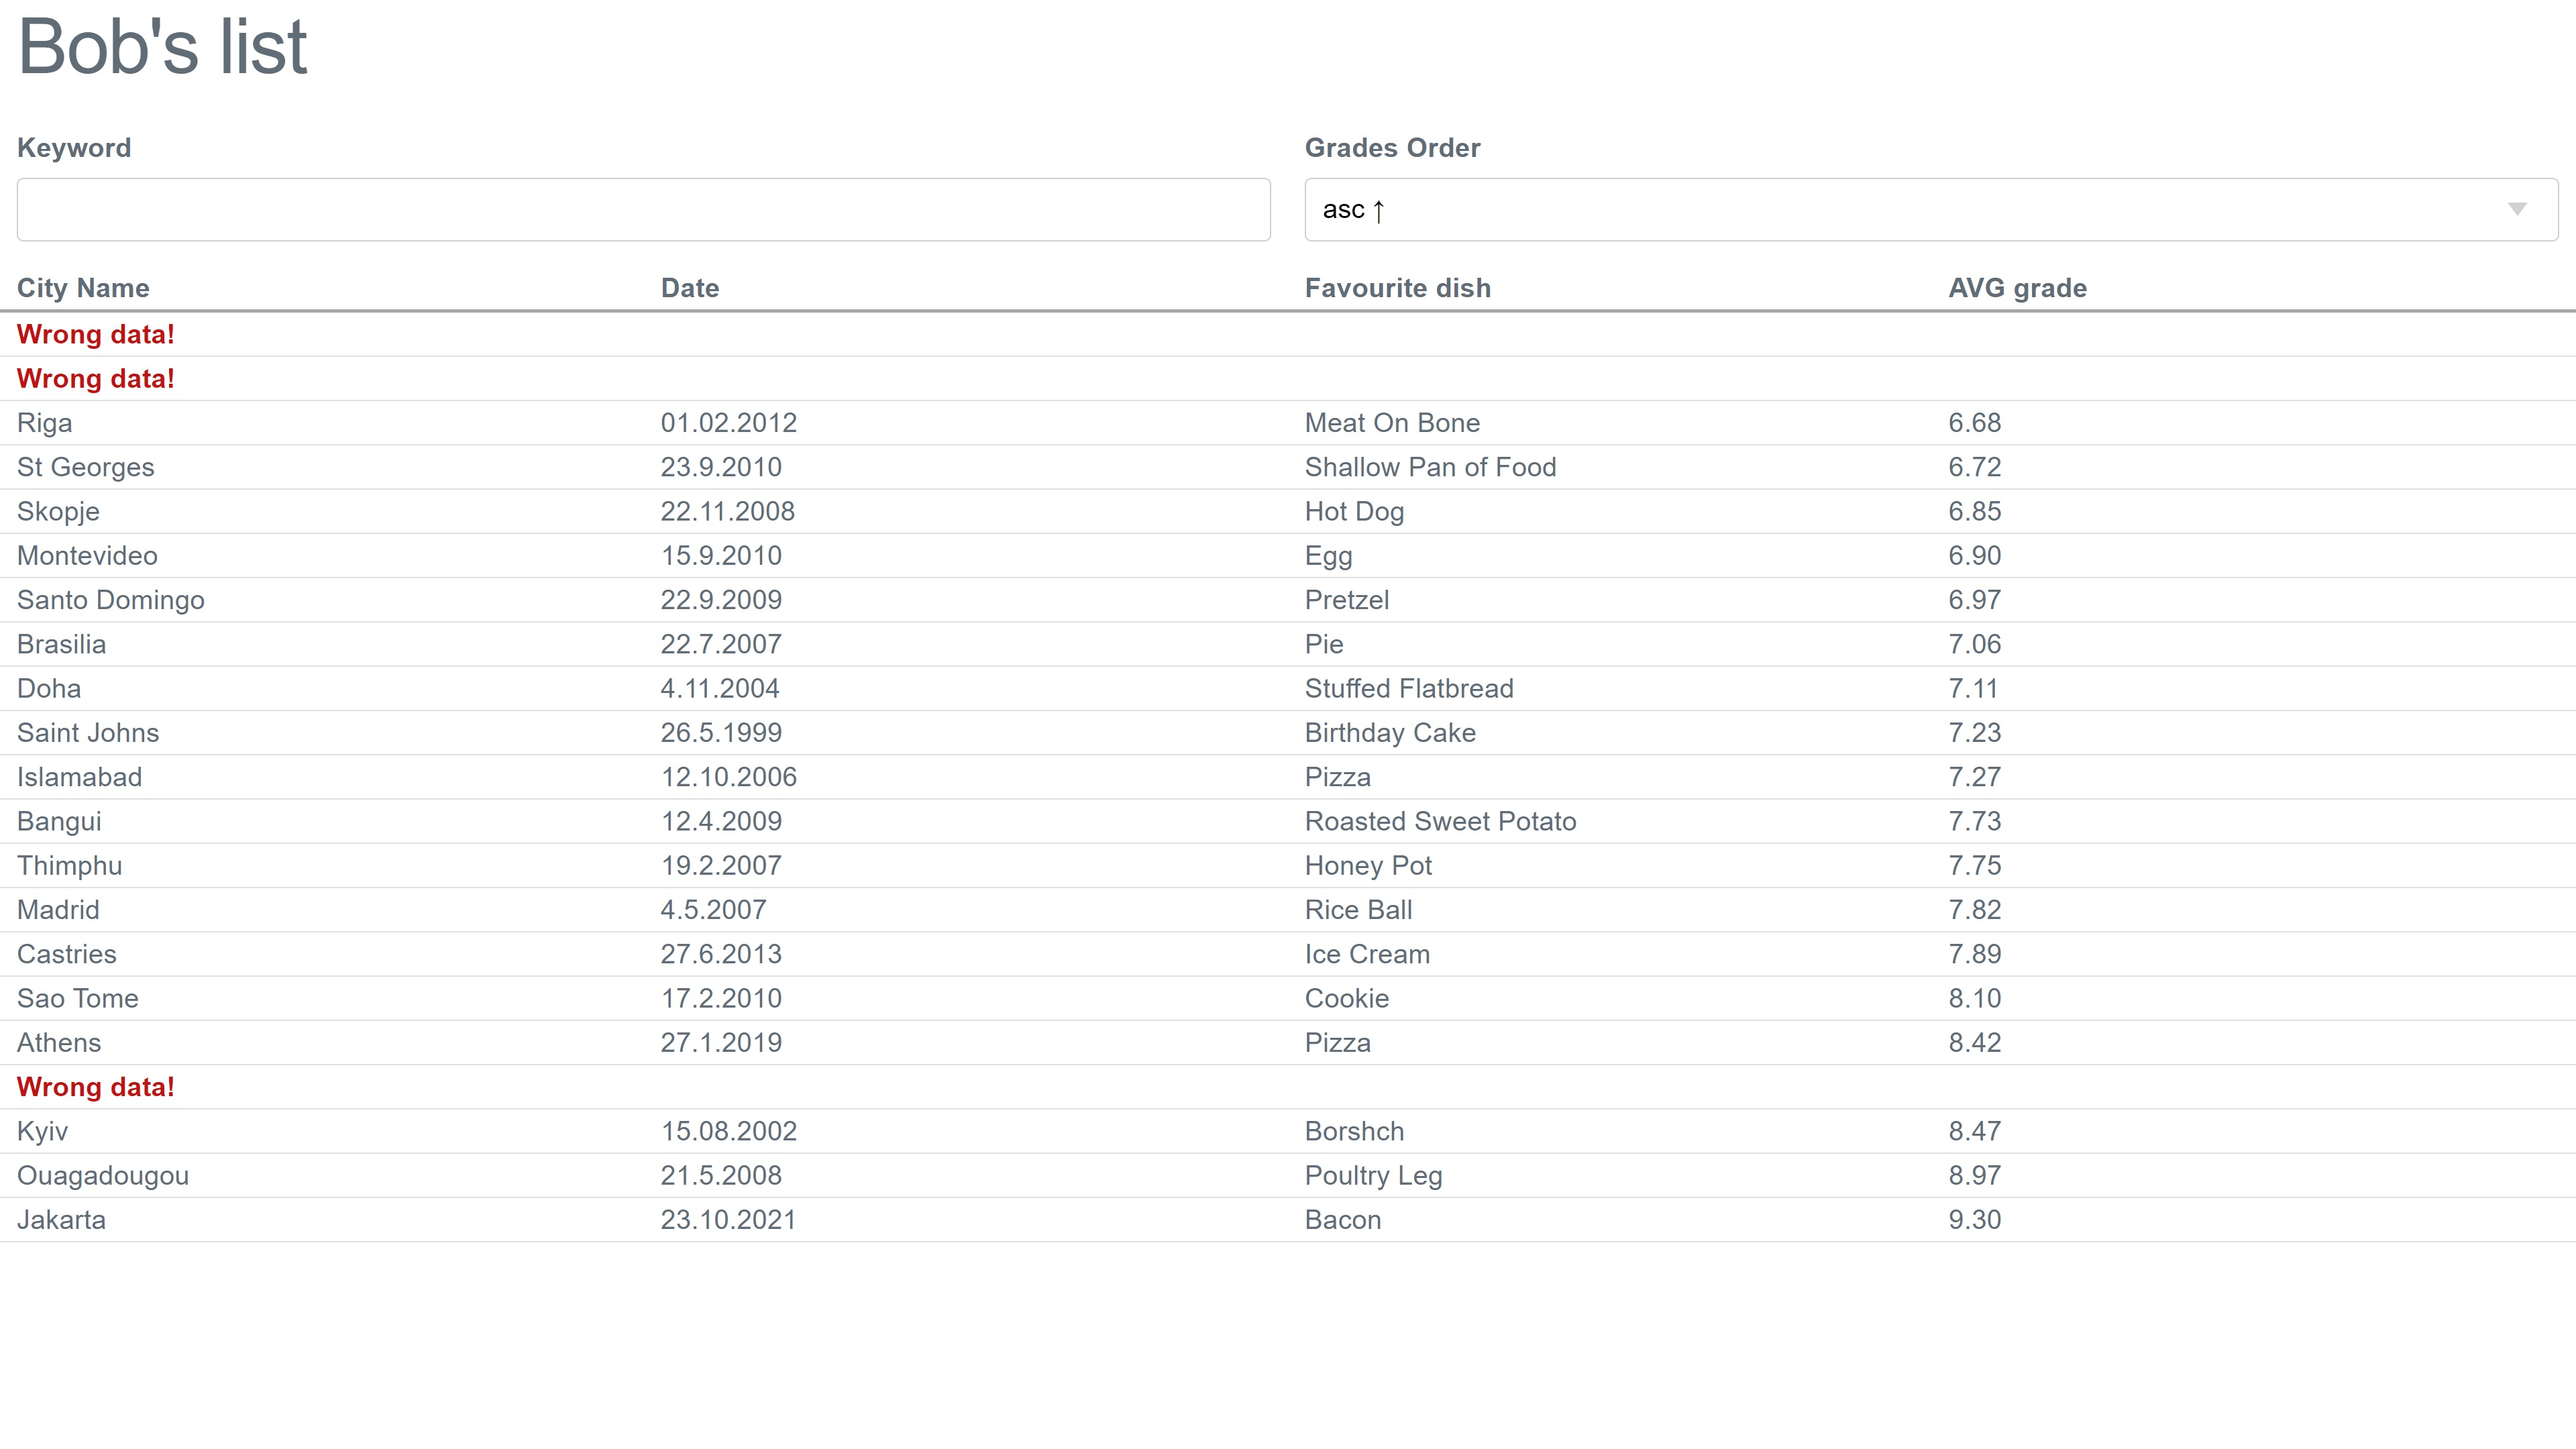 Bob's list
Keyword Grades Order
asc ↑
City Name Date Favourite dish AVG grade
Wrong data!
Wrong data!
Riga 01.02.2012 Meat On Bone 6.68
St Georges 23.9.2010 Shallow Pan of Food 6.72
Skopje 22.11.2008 Hot Dog 6.85
Montevideo 15.9.2010 Egg 6.90
Santo Domingo 22.9.2009 Pretzel 6.97
Brasilia 22.7.2007 Pie 7.06
Doha 4.11.2004 Stuffed Flatbread 7.11
Saint Johns 26.5.1999 Birthday Cake 7.23
Islamabad 12.10.2006 Pizza 7.27
Bangui 12.4.2009 Roasted Sweet Potato 7.73
Thimphu 19.2.2007 Honey Pot 7.75
Madrid 4.5.2007 Rice Ball 7.82
Castries 27.6.2013 Ice Cream 7.89
Sao Tome 17.2.2010 Cookie 8.10
Athens 27.1.2019 Pizza 8.42
Wrong data!
Kyiv 15.08.2002 Borshch 8.47
Ouagadougou 21.5.2008 Poultry Leg 8.97
Jakarta 23.10.2021 Bacon 9.30